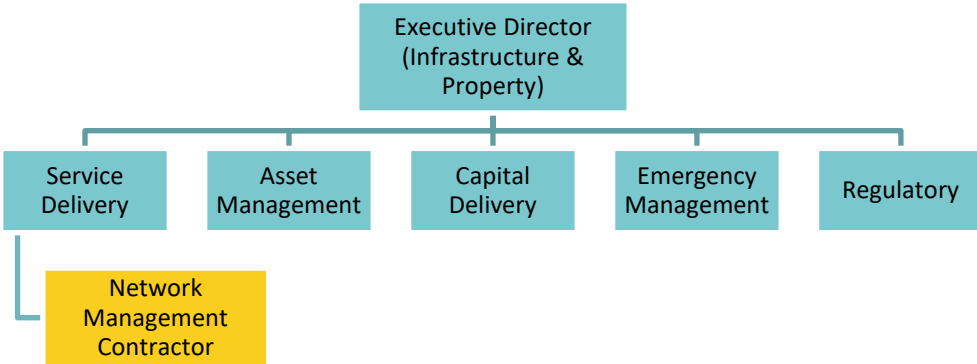 Executive Director
(Infrastructure &
Property)
Service
Delivery
Asset
Management
Capital
Delivery
Emergency
Management
Regulatory
Network
Management
Contractor